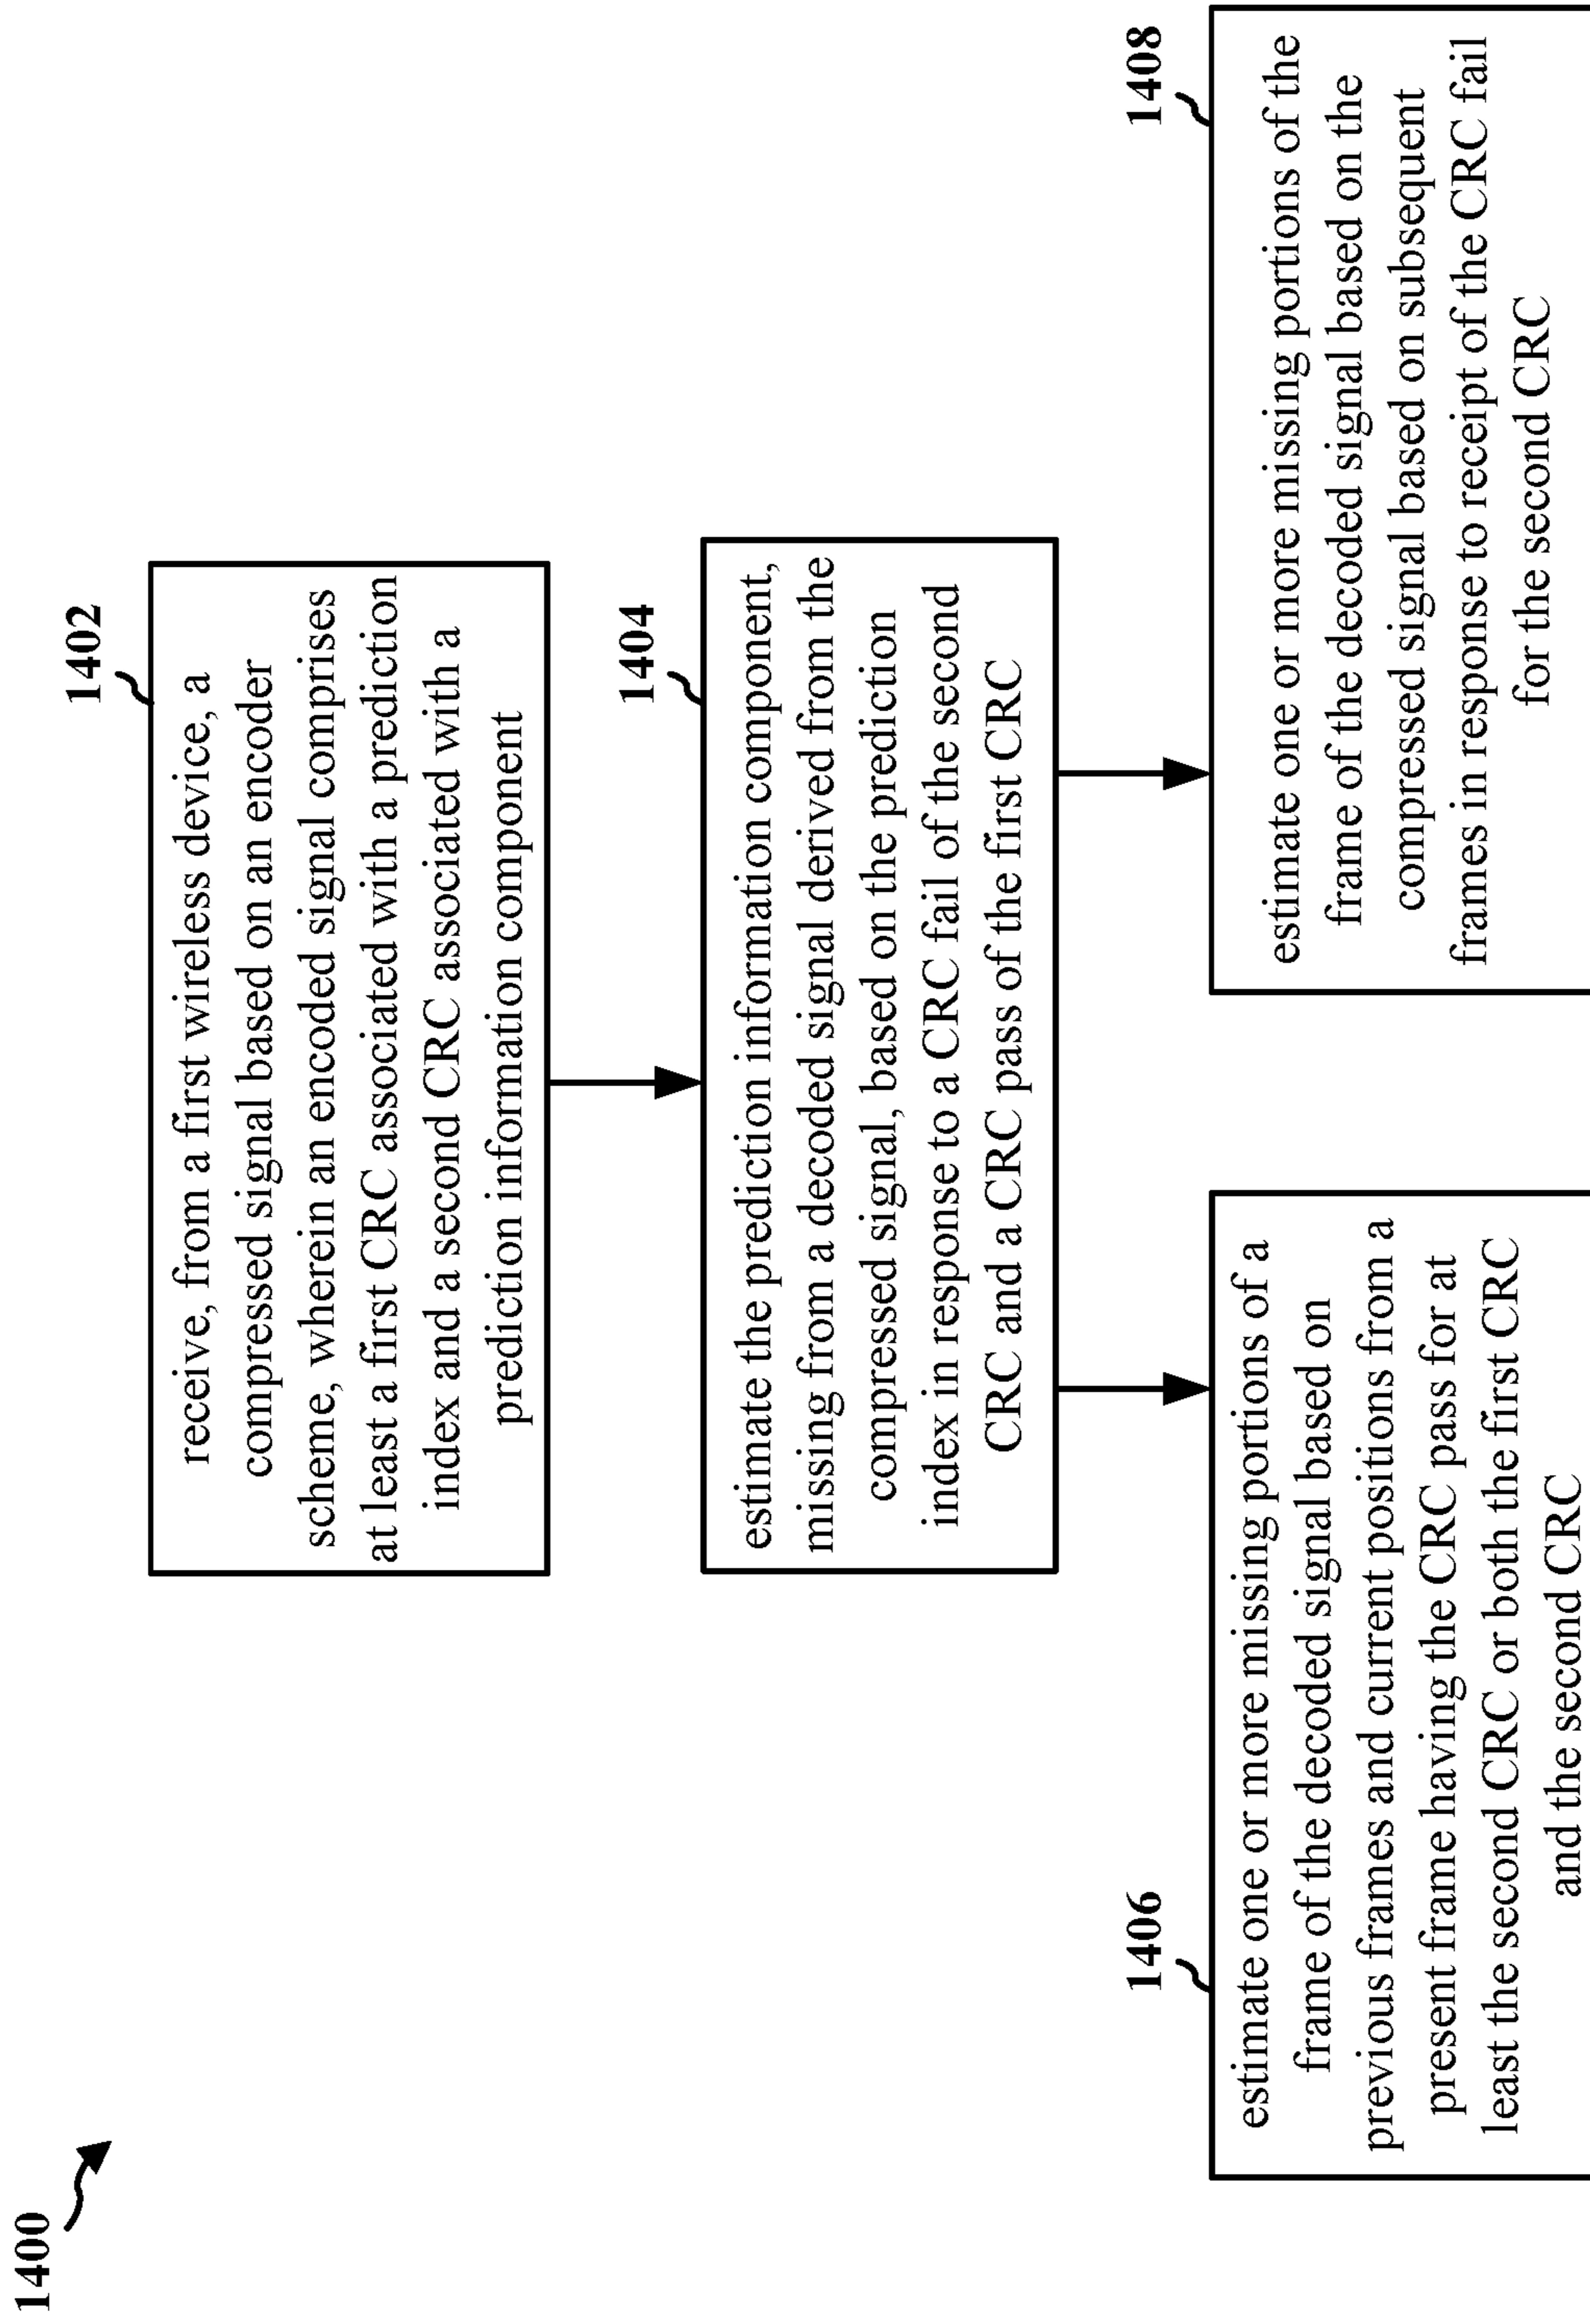 1400
1402
receive, from a first wireless device, a
compressed signal based on an encoder
scheme, wherein an encoded signal comprises
at least a first CRC associated with a prediction
index and a second CRC associated with a
prediction information component
1404
estimate the prediction information component,
missing from a decoded signal derived from the
compressed signal, based on the prediction
index in response to a CRC fail of the second
CRC and a CRC pass of the first CRC
1406
estimate one or more missing portions of a
frame of the decoded signal based on
previous frames and current positions from a
present frame having the CRC pass for at
least the second CRC or both the first CRC
and the second CRC
1408
estimate one or more missing portions of the
frame of the decoded signal based on the
compressed signal based on subsequent
frames in response to receipt of the CRC fail
for the second CRC